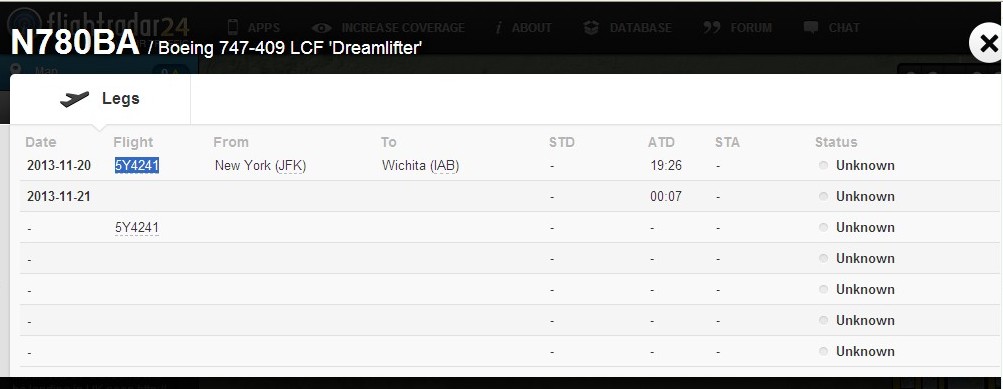 flightradar24 APPS INCREASE COVERAGE ABOUT DATABASE FORUM CHAT
N780BA / Boeing 747-409 LCF 'Dreamlifter'
Map
Legs
Date Flight From To STD ATD STA Status
2013-11-20 5Y4241 New York (JFK) Wichita (IAB) - 19:26 - Unknown
2013-11-21 - 00:07 - Unknown
- 5Y4241 - - - Unknown
- - - - Unknown
- - - - Unknown
- - - - Unknown
- - - - Unknown